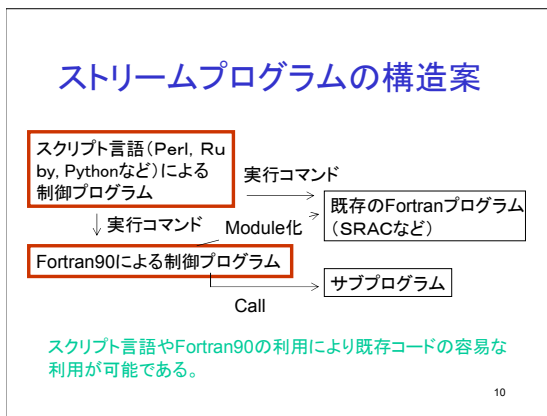 ストリームプログラムの構造案
スクリプト言語(Perl, Ru
by, Pythonなど)による
制御プログラム
実行コマンド
既存のFortranプログラム
(SRACなど)
実行コマンド
Module化
Fortran90による制御プログラム
サブプログラム
Call
スクリプト言語やFortran90の利用により既存コードの容易な
利用が可能である。
10